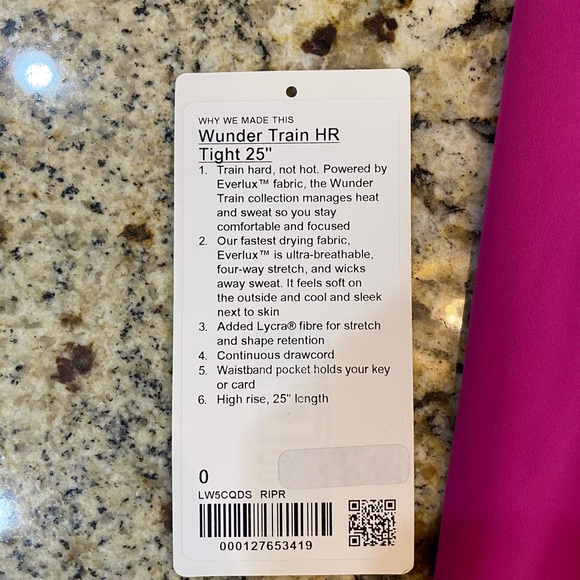 WHY WE MADE THIS
Wunder Train HR
Tight 25"
1. Train hard, not hot. Powered by
Everlux™ fabric, the Wunder
Train collection manages heat
and sweat so you stay
comfortable and focused
2. Our fastest drying fabric,
Everlux™ is ultra-breathable,
four-way stretch, and wicks
away sweat. It feels soft on
the outside and cool and sleek
next to skin
3. Added Lycra® fibre for stretch
and shape retention
4. Continuous drawcord
5. Waistband pocket holds your key
or card
6. High rise, 25" length
0
LW5CQDS RIPR
000127653419